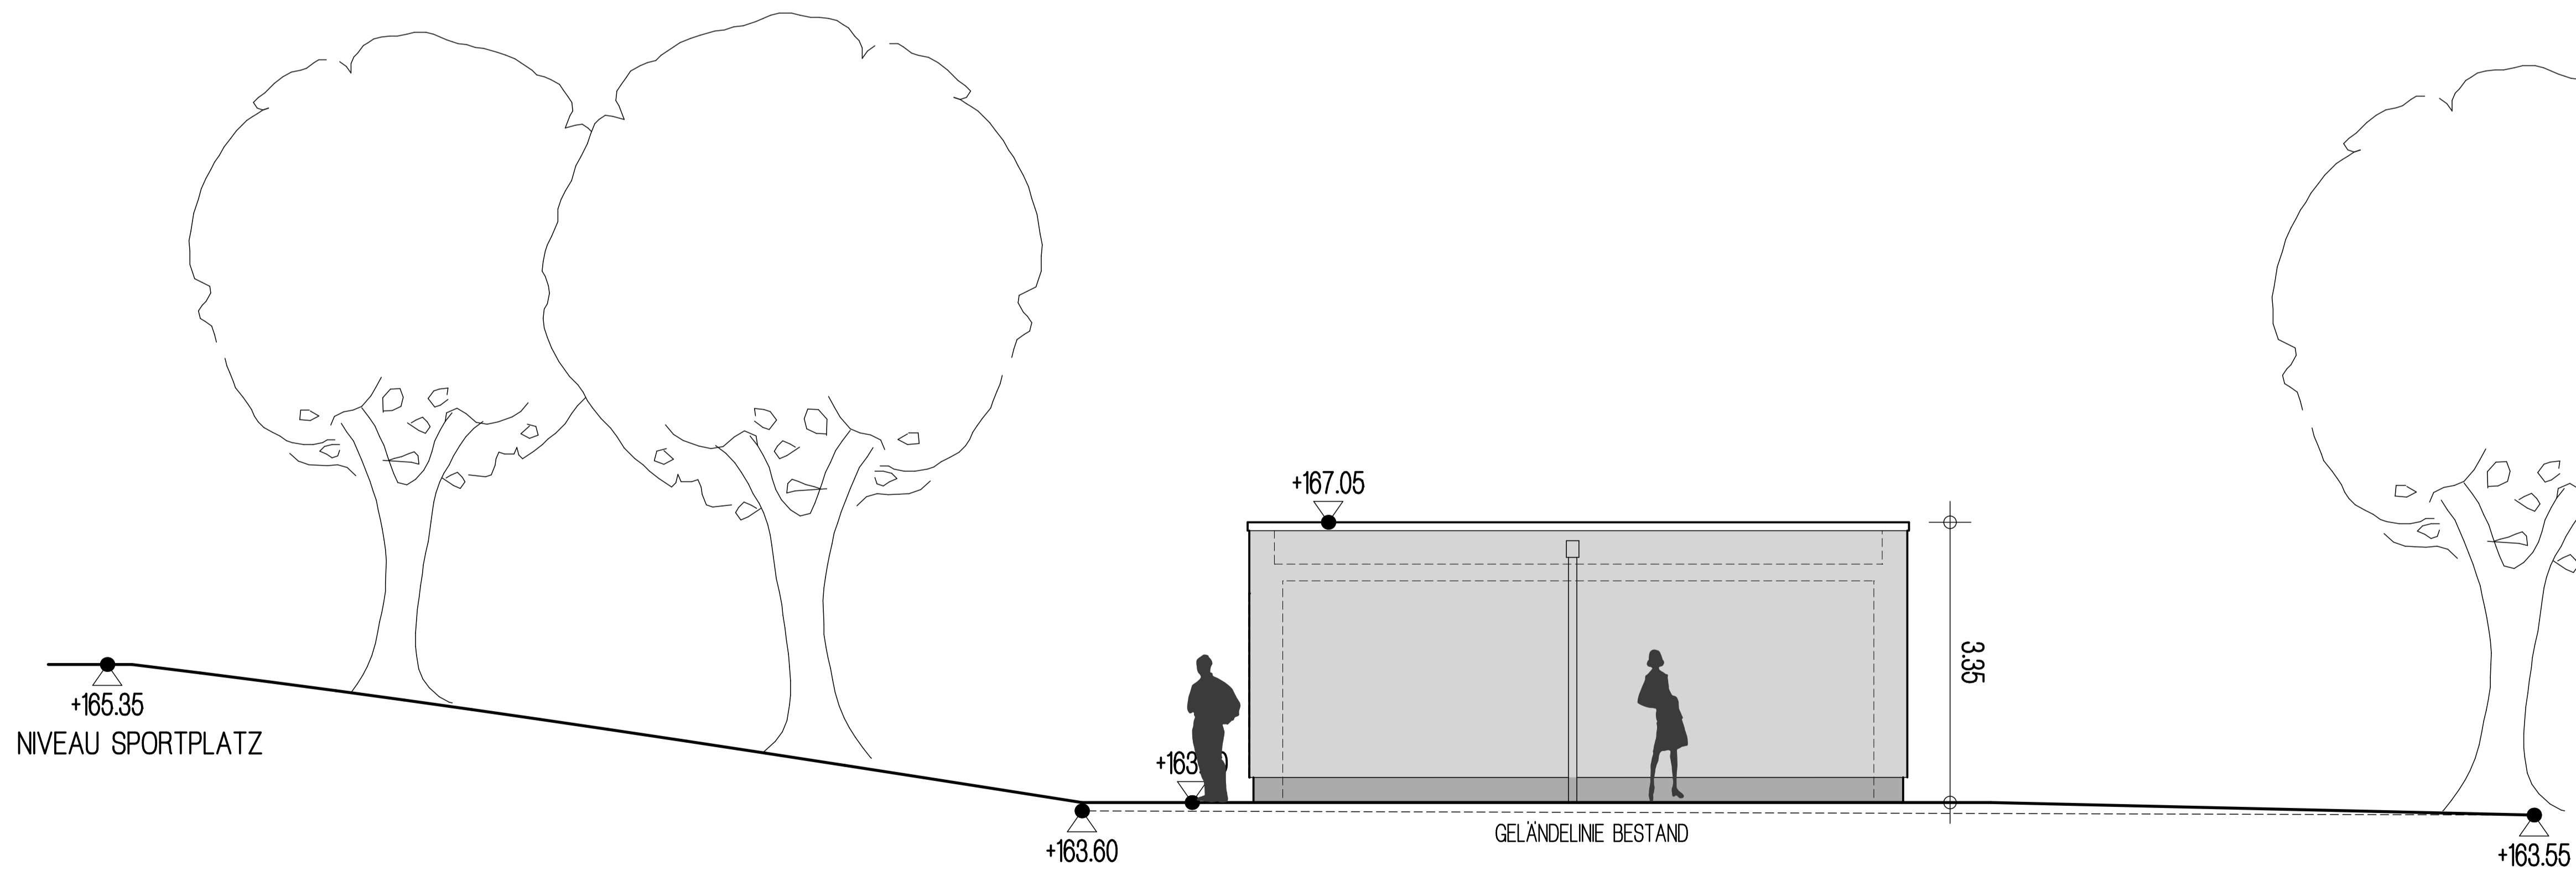 +167.05
3.35
+165.35
NIVEAU SPORTPLATZ
+163.60
GELÄNDELINIE BESTAND
+163.55